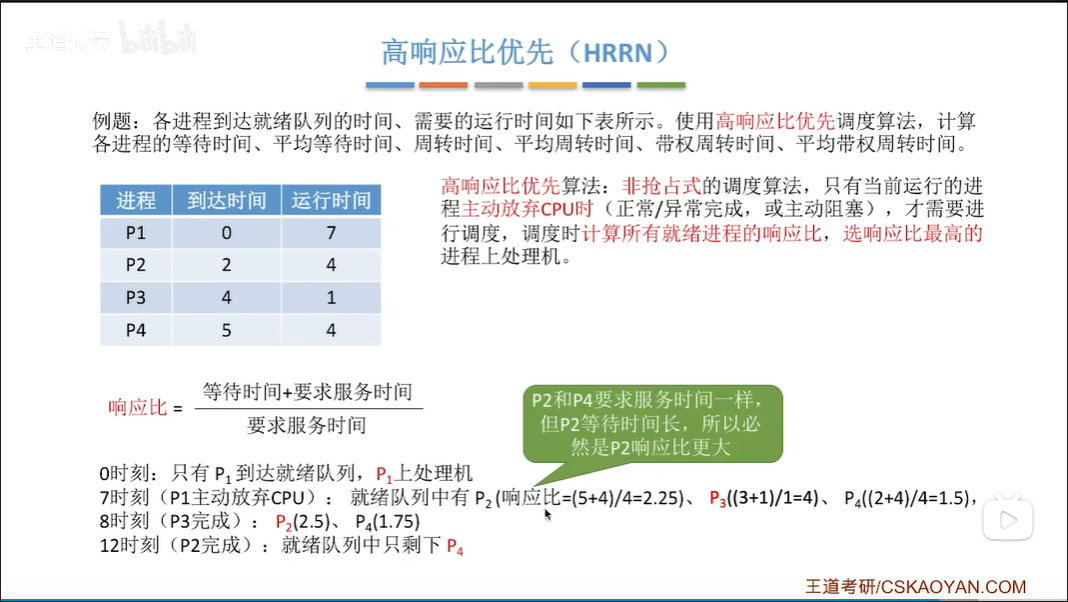 王道论坛 bilibili
高响应比优先（HRRN）
例题：各进程到达就绪队列的时间、需要的运行时间如下表所示。使用高响应比优先调度算法，计算
各进程的等待时间、平均等待时间、周转时间、平均周转时间、带权周转时间、平均带权周转时间。
进程 到达时间 运行时间
P1 0 7
P2 2 4
P3 4 1
P4 5 4
高响应比优先算法：非抢占式的调度算法，只有当前运行的进
程主动放弃CPU时（正常/异常完成，或主动阻塞），才需要进
行调度，调度时计算所有就绪进程的响应比，选响应比最高的
进程上处理机。
响应比 =
等待时间+要求服务时间
要求服务时间
P2和P4要求服务时间一样，
但P2等待时间长，所以必
然是P2响应比更大
0时刻：只有 P1 到达就绪队列，P1上处理机
7时刻（P1主动放弃CPU）： 就绪队列中有 P2 (响应比=(5+4)/4=2.25)、 P3((3+1)/1=4)、 P4((2+4)/4=1.5)，
8时刻（P3完成）： P2(2.5)、 P4(1.75)
12时刻（P2完成）：就绪队列中只剩下 P4
王道考研/CSKAOYAN.COM